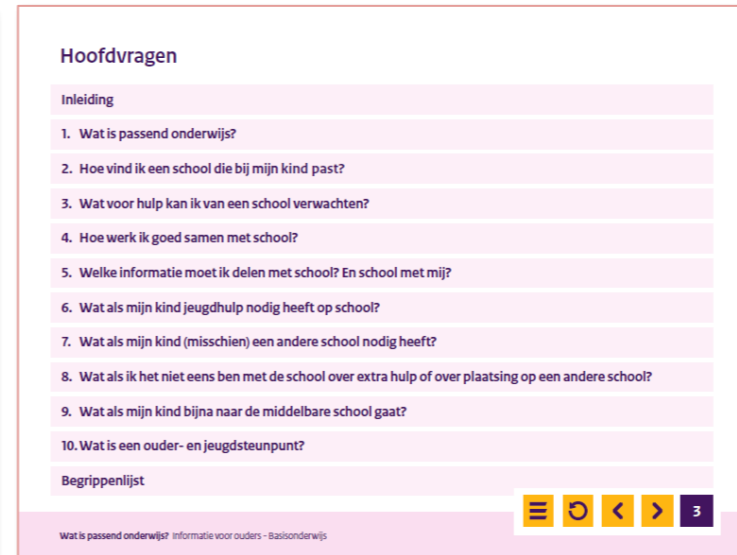 Hoofdvragen
Inleiding
1. Wat is passend onderwijs?
2. Hoe vind ik een school die bij mijn kind past?
3. Wat voor hulp kan ik van een school verwachten?
4. Hoe werk ik goed samen met school?
5. Welke informatie moet ik delen met school? En school met mij?
6. Wat als mijn kind jeugdhulp nodig heeft op school?
7. Wat als mijn kind (misschien) een andere school nodig heeft?
8. Wat als ik het niet eens ben met de school over extra hulp of over plaatsing op een andere school?
9. Wat als mijn kind bijna naar de middelbare school gaat?
10. Wat is een ouder- en jeugdsteunpunt?
Begrippenlijst
3
Wat is passend onderwijs? Informatie voor ouders - Basisonderwijs